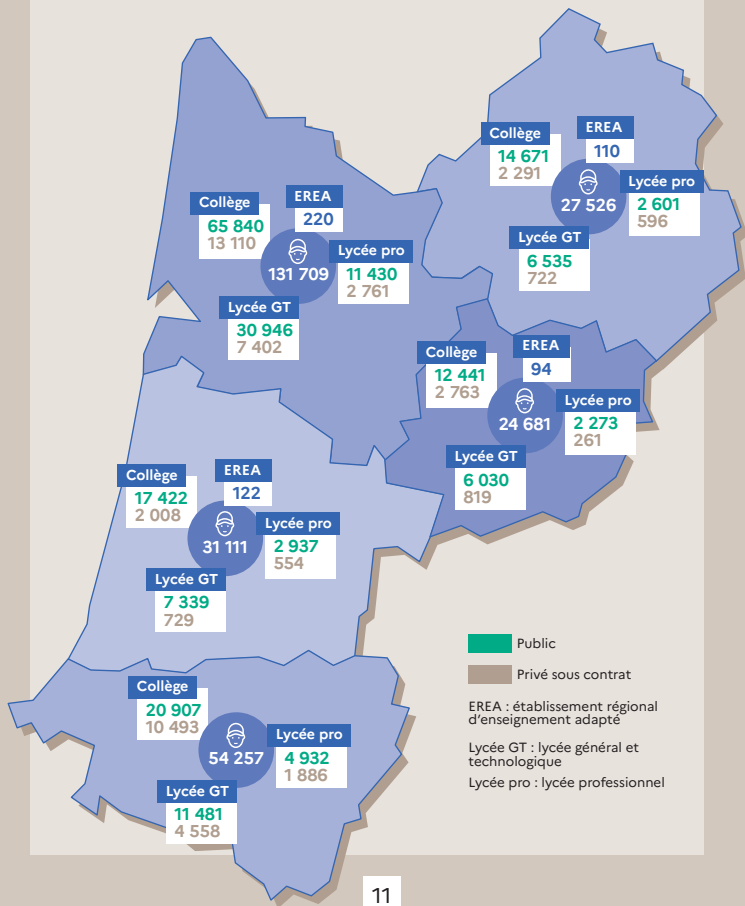 Collège
14 671
2 291
EREA
110
27 526
Lycée pro
2 601
596
Lycée GT
6 535
722
Collège
65 840
13 110
EREA
220
131 709
Lycée pro
11 430
2 761
Lycée GT
30 946
7 402
Collège
12 441
2 763
EREA
94
24 681
Lycée pro
2 273
261
Lycée GT
6 030
819
Collège
17 422
2 008
EREA
122
31 111
Lycée pro
2 937
554
Lycée GT
7 339
729
Collège
20 907
10 493
54 257
Lycée pro
4 932
1 886
Lycée GT
11 481
4 558
Public
Privé sous contrat
EREA : établissement régional
d'enseignement adapté
Lycée GT : lycée général et
technologique
Lycée pro : lycée professionnel
11